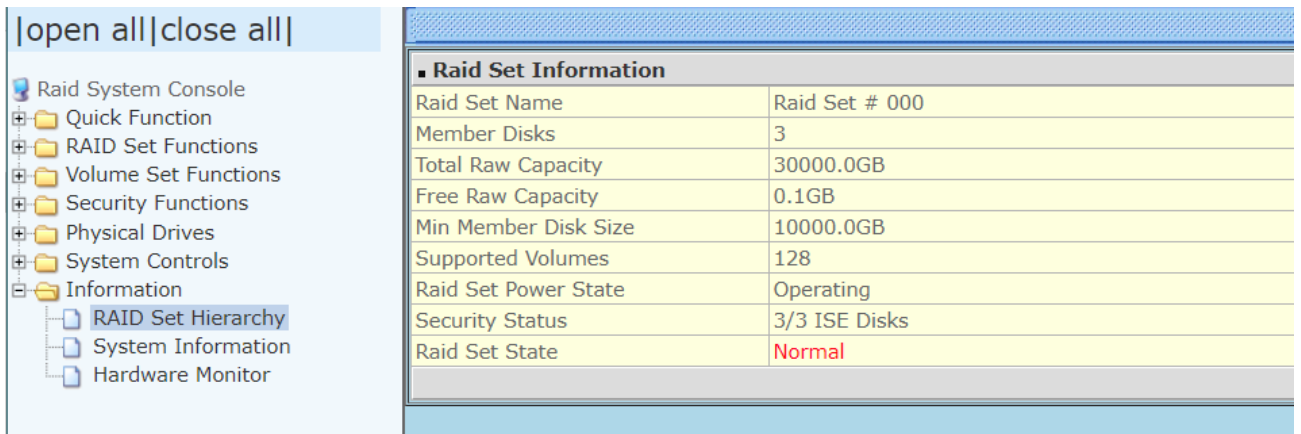 |open all|close all|
Raid System Console
Quick Function
RAID Set Functions
Volume Set Functions
Security Functions
Physical Drives
System Controls
Information
RAID Set Hierarchy
System Information
Hardware Monitor
Raid Set Information
Raid Set Name Raid Set # 000
Member Disks 3
Total Raw Capacity 30000.0GB
Free Raw Capacity 0.1GB
Min Member Disk Size 10000.0GB
Supported Volumes 128
Raid Set Power State Operating
Security Status 3/3 ISE Disks
Raid Set State Normal